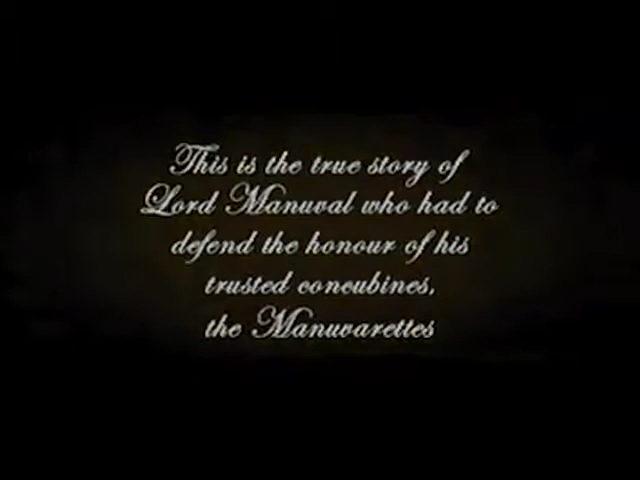 This is the true story of
Lord Manuval who had to
defend the honour of his
trusted concubines,
the Manuvarettes